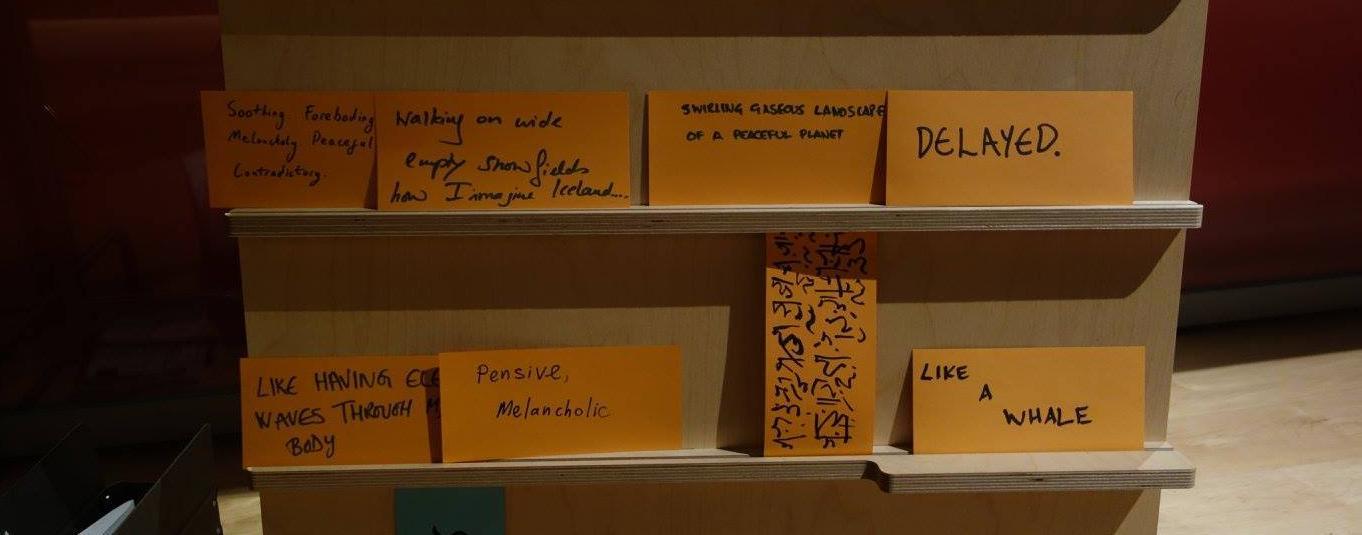 Soothing Foreboding
Melancholy Peaceful
Contradictory.
Walking on wide
empty snow fields
how I imagine Iceland....
SWIRLING GASEOUS LANDSCAPE
OF A PEACEFUL PLANET
DELAYED.
LIKE HAVING ELE
WAVES THROUGH M
BODY
Pensive,
Melancholic
LIKE
A
WHALE